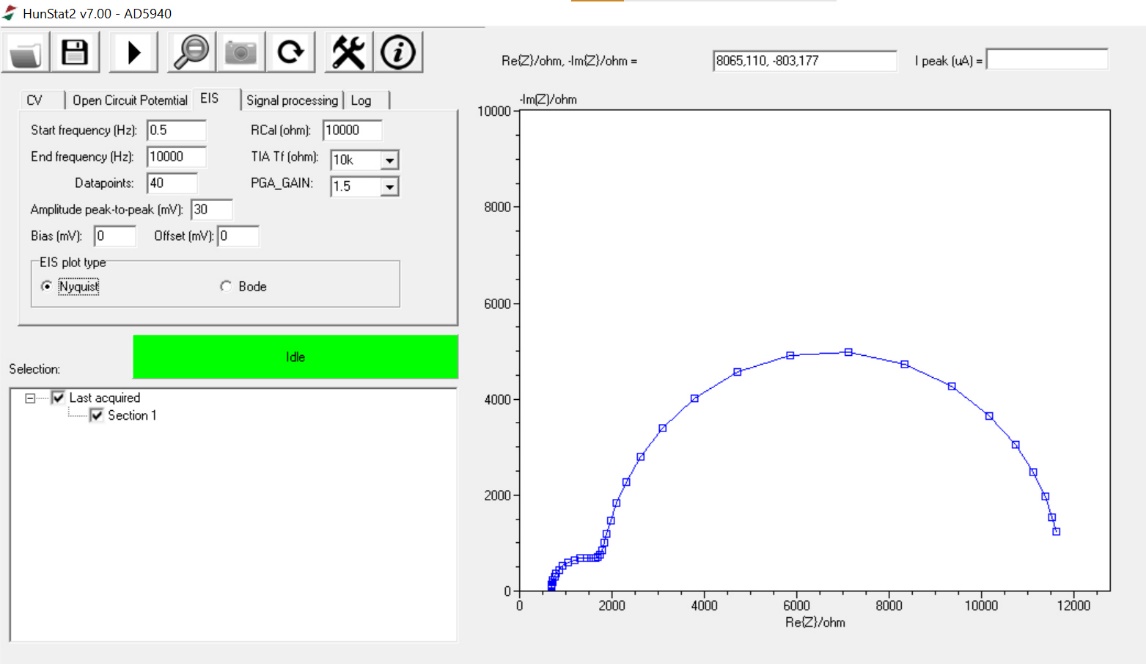 HunStat2 v7.00 - AD5940
Re{Z}/ohm, -Im{Z}/ohm = 8065,110, -803,177 I peak (uA) =
CV Open Circuit Potential EIS Signal processing Log
Start frequency (Hz): 0.5 RCal (ohm): 10000
End frequency (Hz): 10000 TIA Tf (ohm): 10k
Datapoints: 40 PGA_GAIN: 1.5
Amplitude peak-to-peak (mV): 30
Bias (mV): 0 Offset (mV): 0
EIS plot type
Nyquist Bode
Idle
Selection:
Last acquired
Section 1
-Im{Z}/ohm
10000
8000
6000
4000
2000
0
0 2000 4000 6000 8000 10000 12000
Re{Z}/ohm